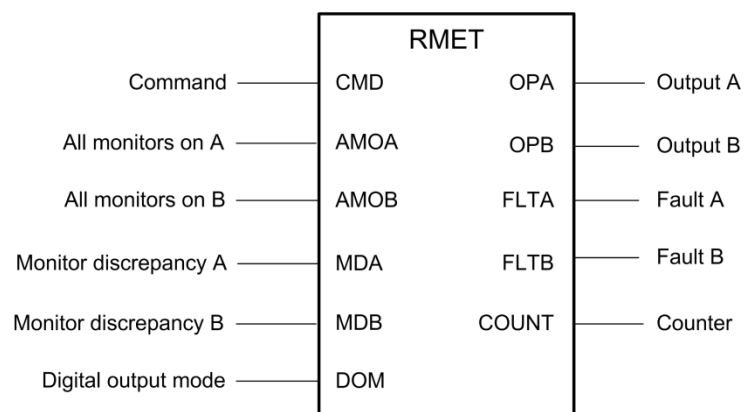 RMET
Command CMD OPA Output A
All monitors on A AMOA OPB Output B
All monitors on B AMOB FLTA Fault A
Monitor discrepancy A MDA FLTB Fault B
Monitor discrepancy B MDB COUNT Counter
Digital output mode DOM